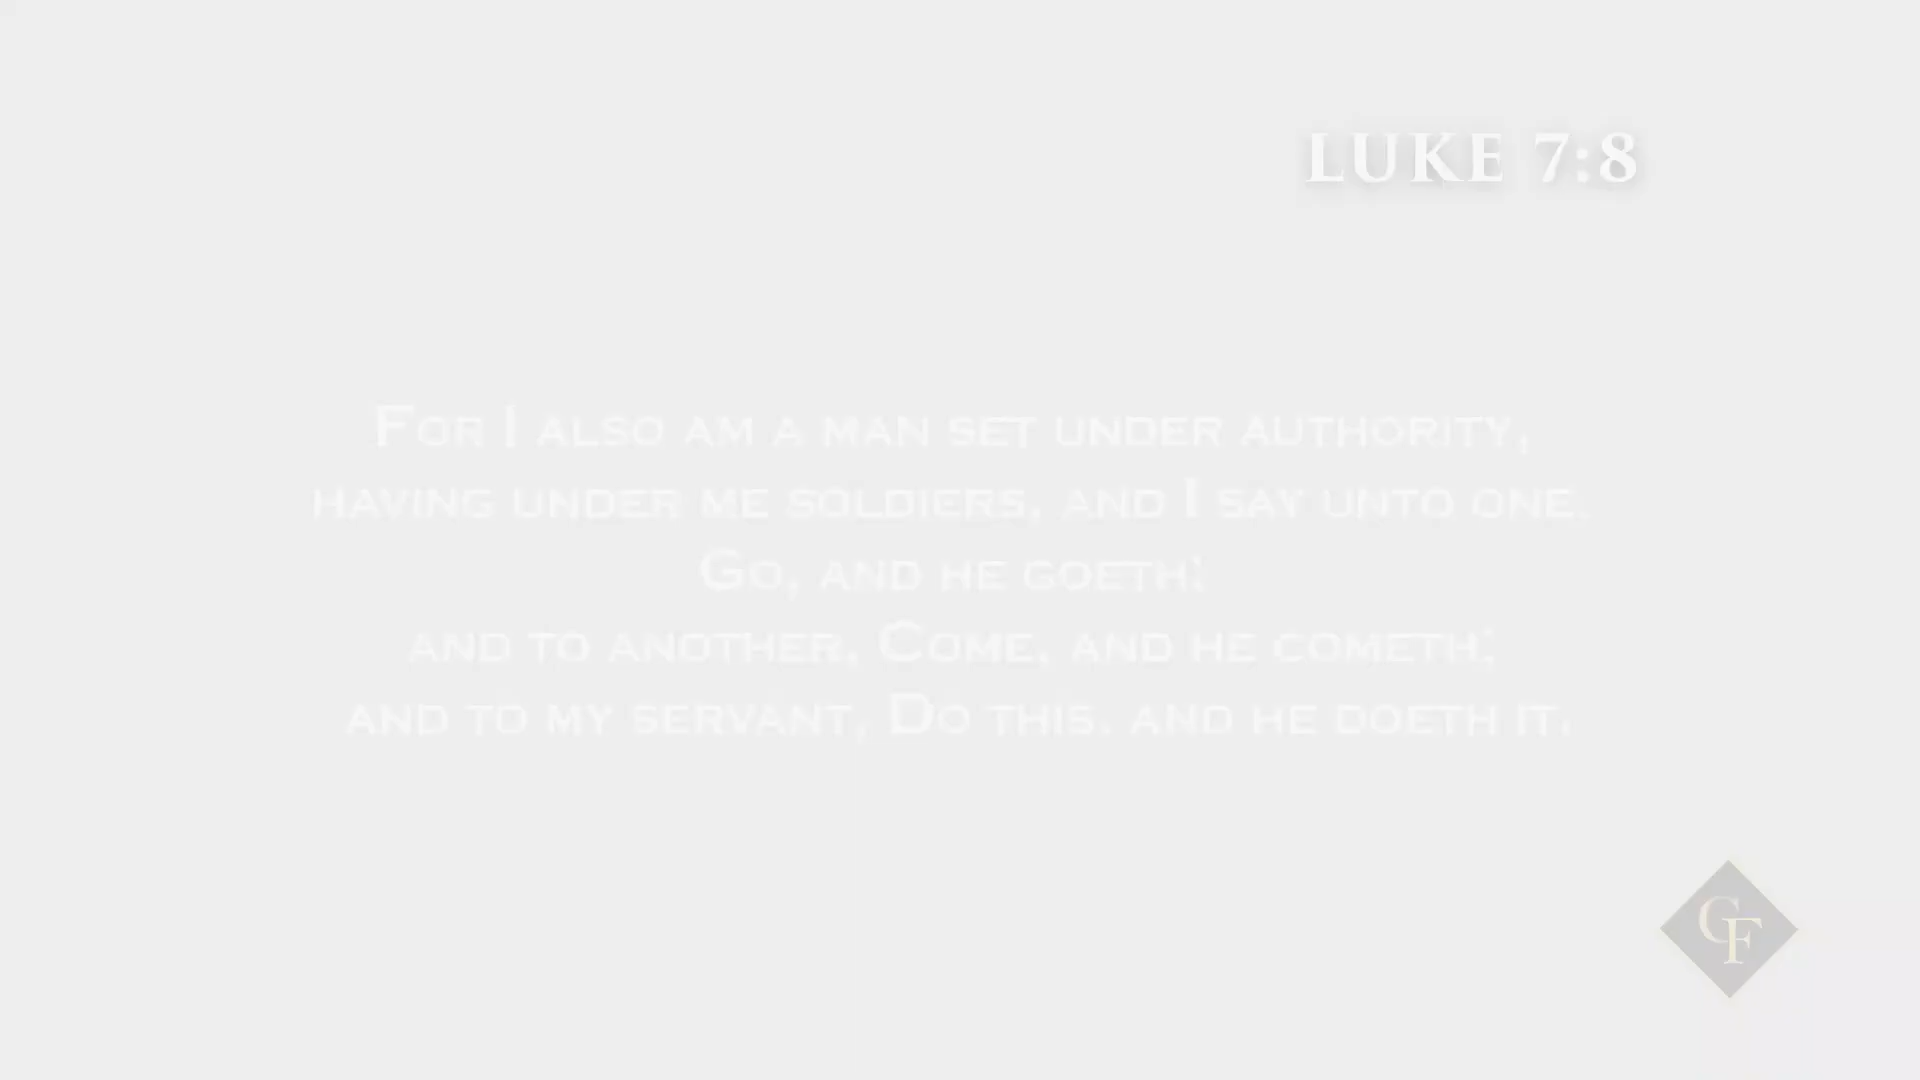 LUKE 7:8
For I also am a man set under authority,
having under me soldiers, and I say unto one,
Go, and he goeth;
and to another, Come, and he cometh;
and to my servant, Do this, and he doeth it.
CF